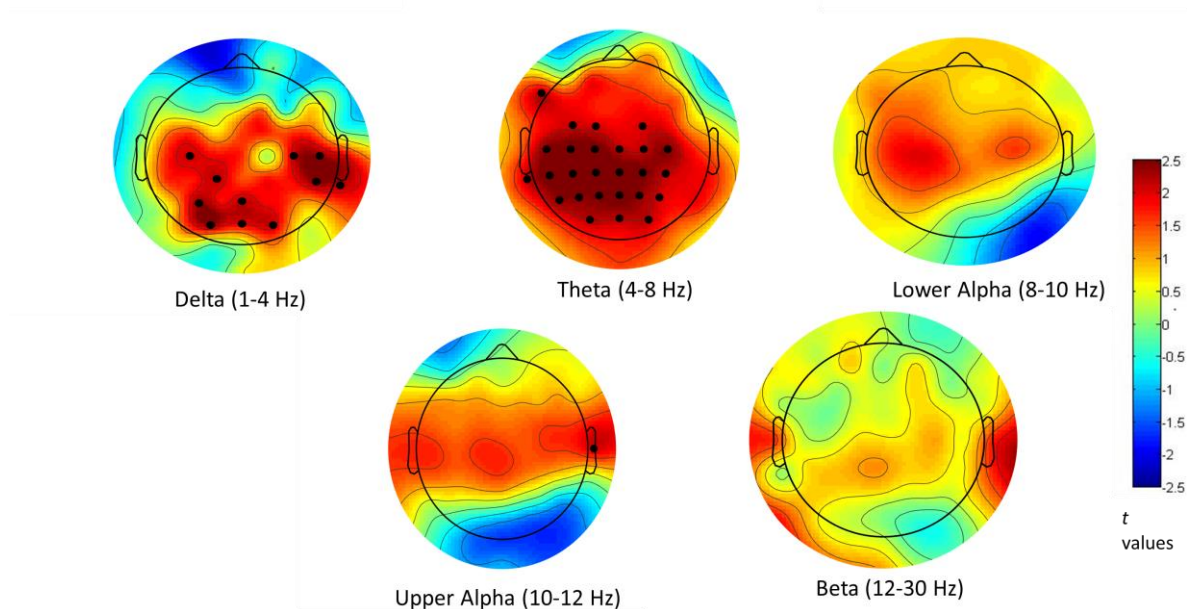 Delta (1-4 Hz)
Theta (4-8 Hz)
Lower Alpha (8-10 Hz)
2.5
2
1.5
1
0.5
0
-0.5
-1
-1.5
-2
-2.5
t
values
Upper Alpha (10-12 Hz)
Beta (12-30 Hz)